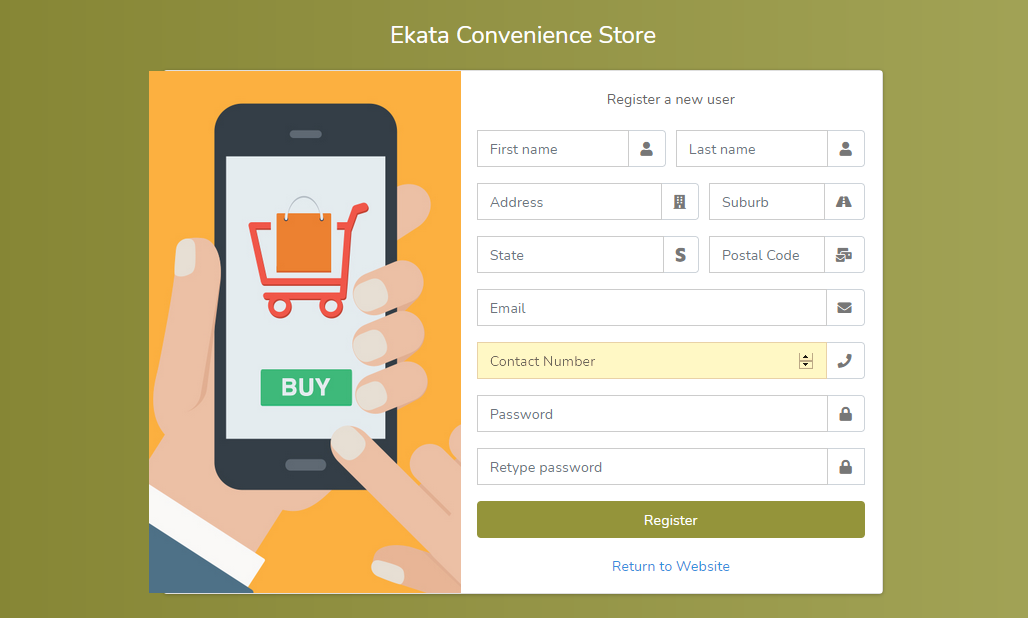 Ekata Convenience Store
BUY
Register a new user
First name
Last name
Address
Suburb
State
Postal Code
Email
Contact Number
Password
Retype password
Register
Return to Website